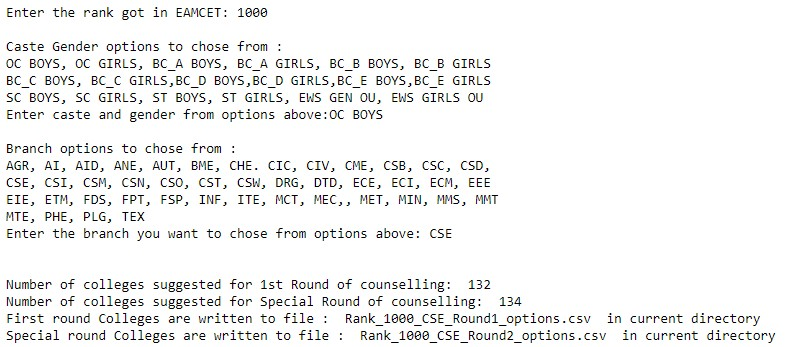 Enter the rank got in EAMCET: 1000
Caste Gender options to chose from :
OC BOYS, OC GIRLS, BC_A BOYS, BC_A GIRLS, BC_B BOYS, BC_B GIRLS
BC_C BOYS, BC_C GIRLS,BC_D BOYS,BC_D GIRLS,BC_E BOYS,BC_E GIRLS
SC BOYS, SC GIRLS, ST BOYS, ST GIRLS, EWS GEN OU, EWS GIRLS OU
Enter caste and gender from options above:OC BOYS
Branch options to chose from :
AGR, AI, AID, ANE, AUT, BME, CHE. CIC, CIV, CME, CSB, CSC, CSD,
CSE, CSI, CSM, CSN, CSO, CST, CSW, DRG, DTD, ECE, ECI, ECM, EEE
EIE, ETM, FDS, FPT, FSP, INF, ITE, MCT, MEC,, MET, MIN, MMS, MMT
MTE, PHE, PLG, TEX
Enter the branch you want to chose from options above: CSE
Number of colleges suggested for 1st Round of counselling:  132
Number of colleges suggested for Special Round of counselling:  134
First round Colleges are written to file :  Rank_1000_CSE_Round1_options.csv  in current directory
Special round Colleges are written to file :  Rank_1000_CSE_Round2_options.csv  in current directory